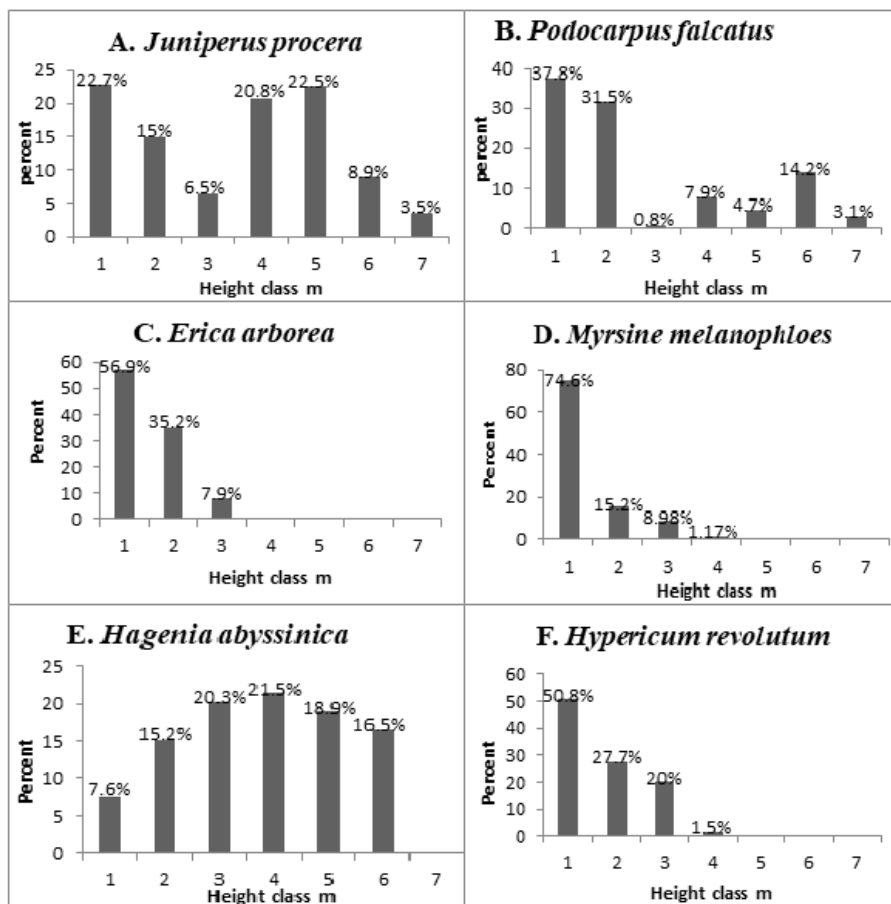 A. Juniperus procera
25
20
15
10
5
0
percent
22.7%
15%
6.5%
20.8%
22.5%
8.9%
3.5%
1 2 3 4 5 6 7
Height class m
B. Podocarpus falcatus
40
30
20
10
0
percent
37.8%
31.5%
0.8%
7.9%
4.7%
14.2%
3.1%
1 2 3 4 5 6 7
Height class m
C. Erica arborea
60
50
40
30
20
10
0
Percent
56.9%
35.2%
7.9%
1 2 3 4 5 6 7
Height class m
D. Myrsine melanophloes
80
60
40
20
0
Percent
74.6%
15.2%
8.98%
1.17%
1 2 3 4 5 6 7
Height class m
E. Hagenia abyssinica
25
20
15
10
5
0
Percent
7.6%
15.2%
20.3%
21.5%
18.9%
16.5%
1 2 3 4 5 6 7
Height class m
F. Hypericum revolutum
60
50
40
30
20
10
0
Percent
50.8%
27.7%
20%
1.5%
1 2 3 4 5 6 7
Height class m